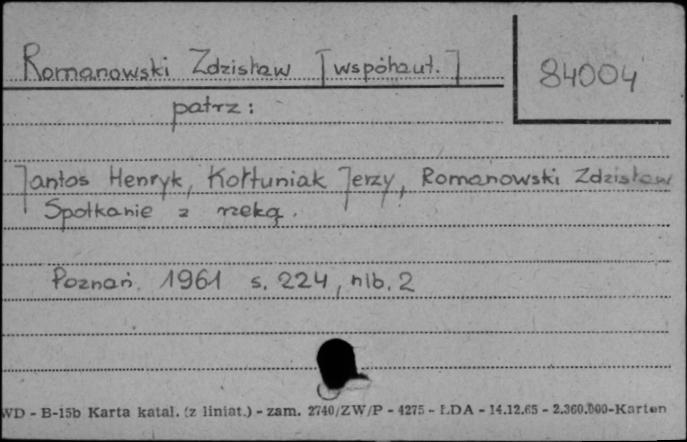 Romanowski Zdzisław [współaut.]
84004
patrz:
Jantos Henryk, Kołtuniak Jerzy, Romanowski Zdzisław
Spotkanie z rzeką.
Poznań. 1961 s. 224, nlb. 2
WD - B-15b Karta katal. (z liniat.) - zam. 2740/ZW/P - 4275 - LDA - 14.12.65 - 2.360.000-Karton